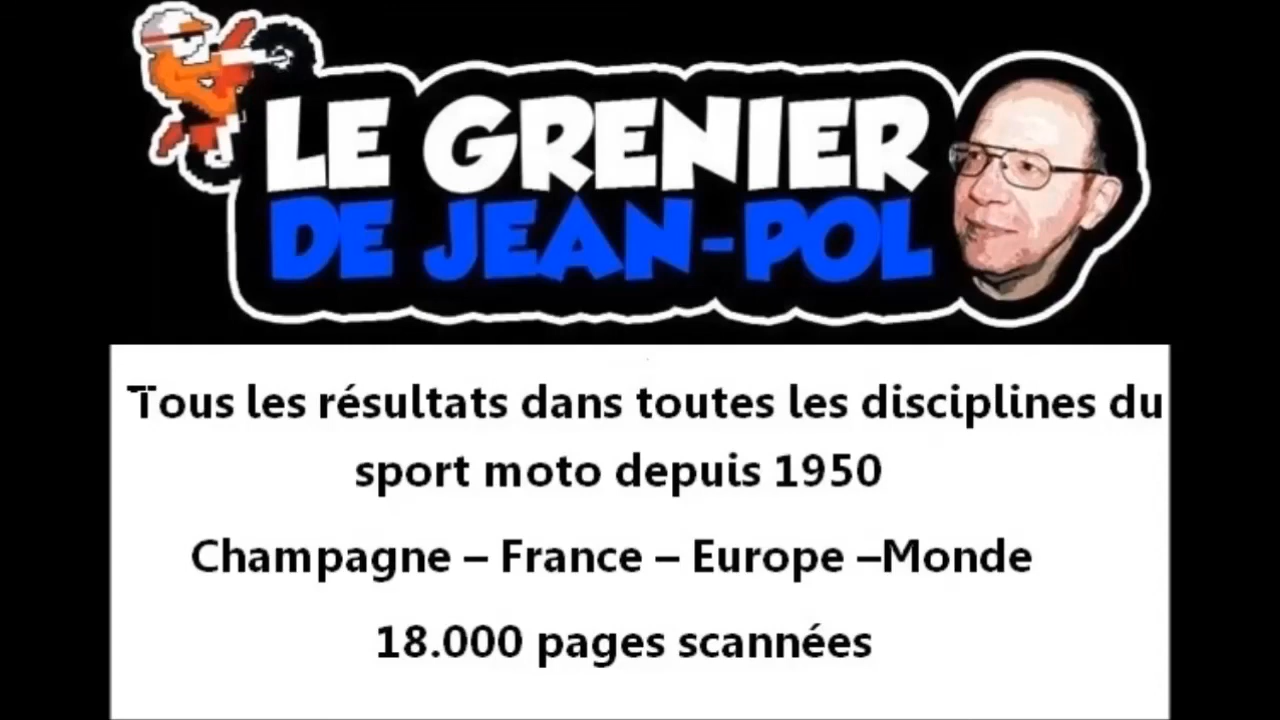 LE GRENIER
DE JEAN-POL
Tous les résultats dans toutes les disciplines du
sport moto depuis 1950
Champagne – France – Europe –Monde
18.000 pages scannées